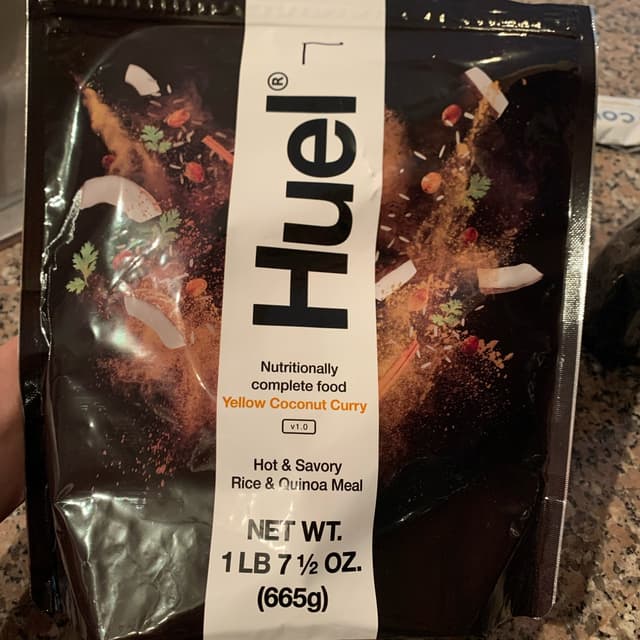 Huel®
Nutritionally
complete food
Yellow Coconut Curry
v1.0
Hot & Savory
Rice & Quinoa Meal
NET WT.
1 LB 7 ½ OZ.
(665g)